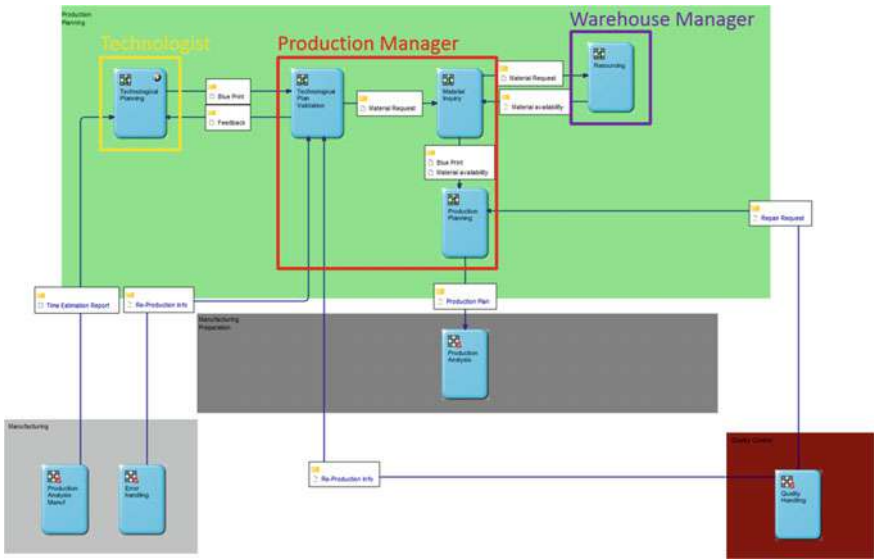 Production
Planning
Technologist
Production Manager
Warehouse Manager
Technological
Planning
Blue Print
Feedback
Technological
Plan
Validation
Material Request
Material
Inquiry
Material Request
Material availability
Resourcing
Blue Print
Material availability
Production
Planning
Repair Request
Time Estimation Report
Re-Production Info
Production Plan
Manufacturing
Preparation
Production
Analysis
Manufacturing
Production
Analysis
Manuf
Error
handling
Re-Production Info
Quality Control
Quality
Handling